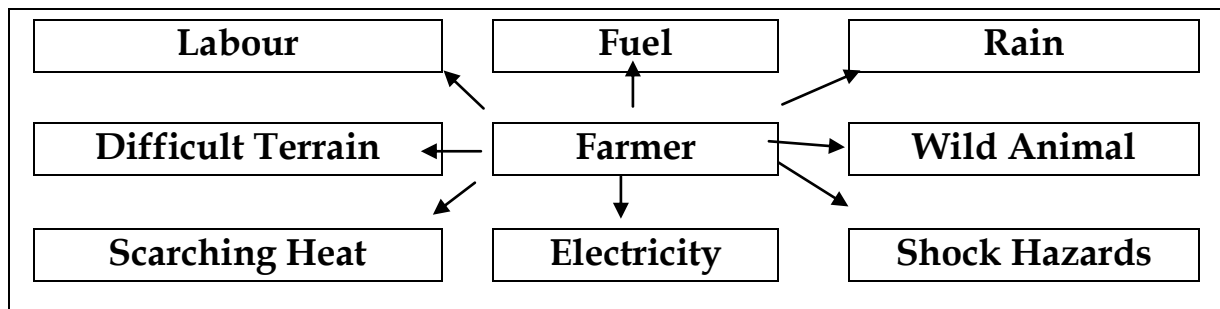 Labour Fuel Rain
Difficult Terrain Farmer Wild Animal
Scarching Heat Electricity Shock Hazards